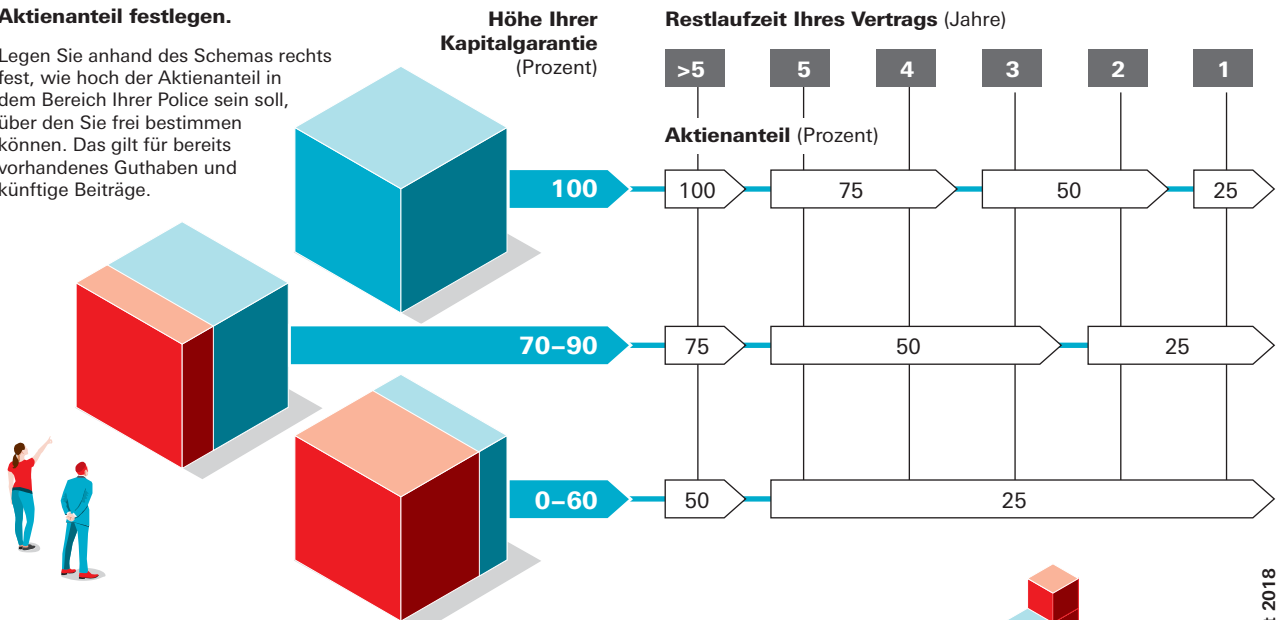 Aktienanteil festlegen.
Legen Sie anhand des Schemas rechts
fest, wie hoch der Aktienanteil in
dem Bereich Ihrer Police sein soll,
über den Sie frei bestimmen
können. Das gilt für bereits
vorhandenes Guthaben und
künftige Beiträge.
Höhe Ihrer
Kapitalgarantie
(Prozent)
Restlaufzeit Ihres Vertrags (Jahre)
>5 5 4 3 2 1
Aktienanteil (Prozent)
100 100 75 50 25
70–90 75 50 25
0–60 50 25
2018